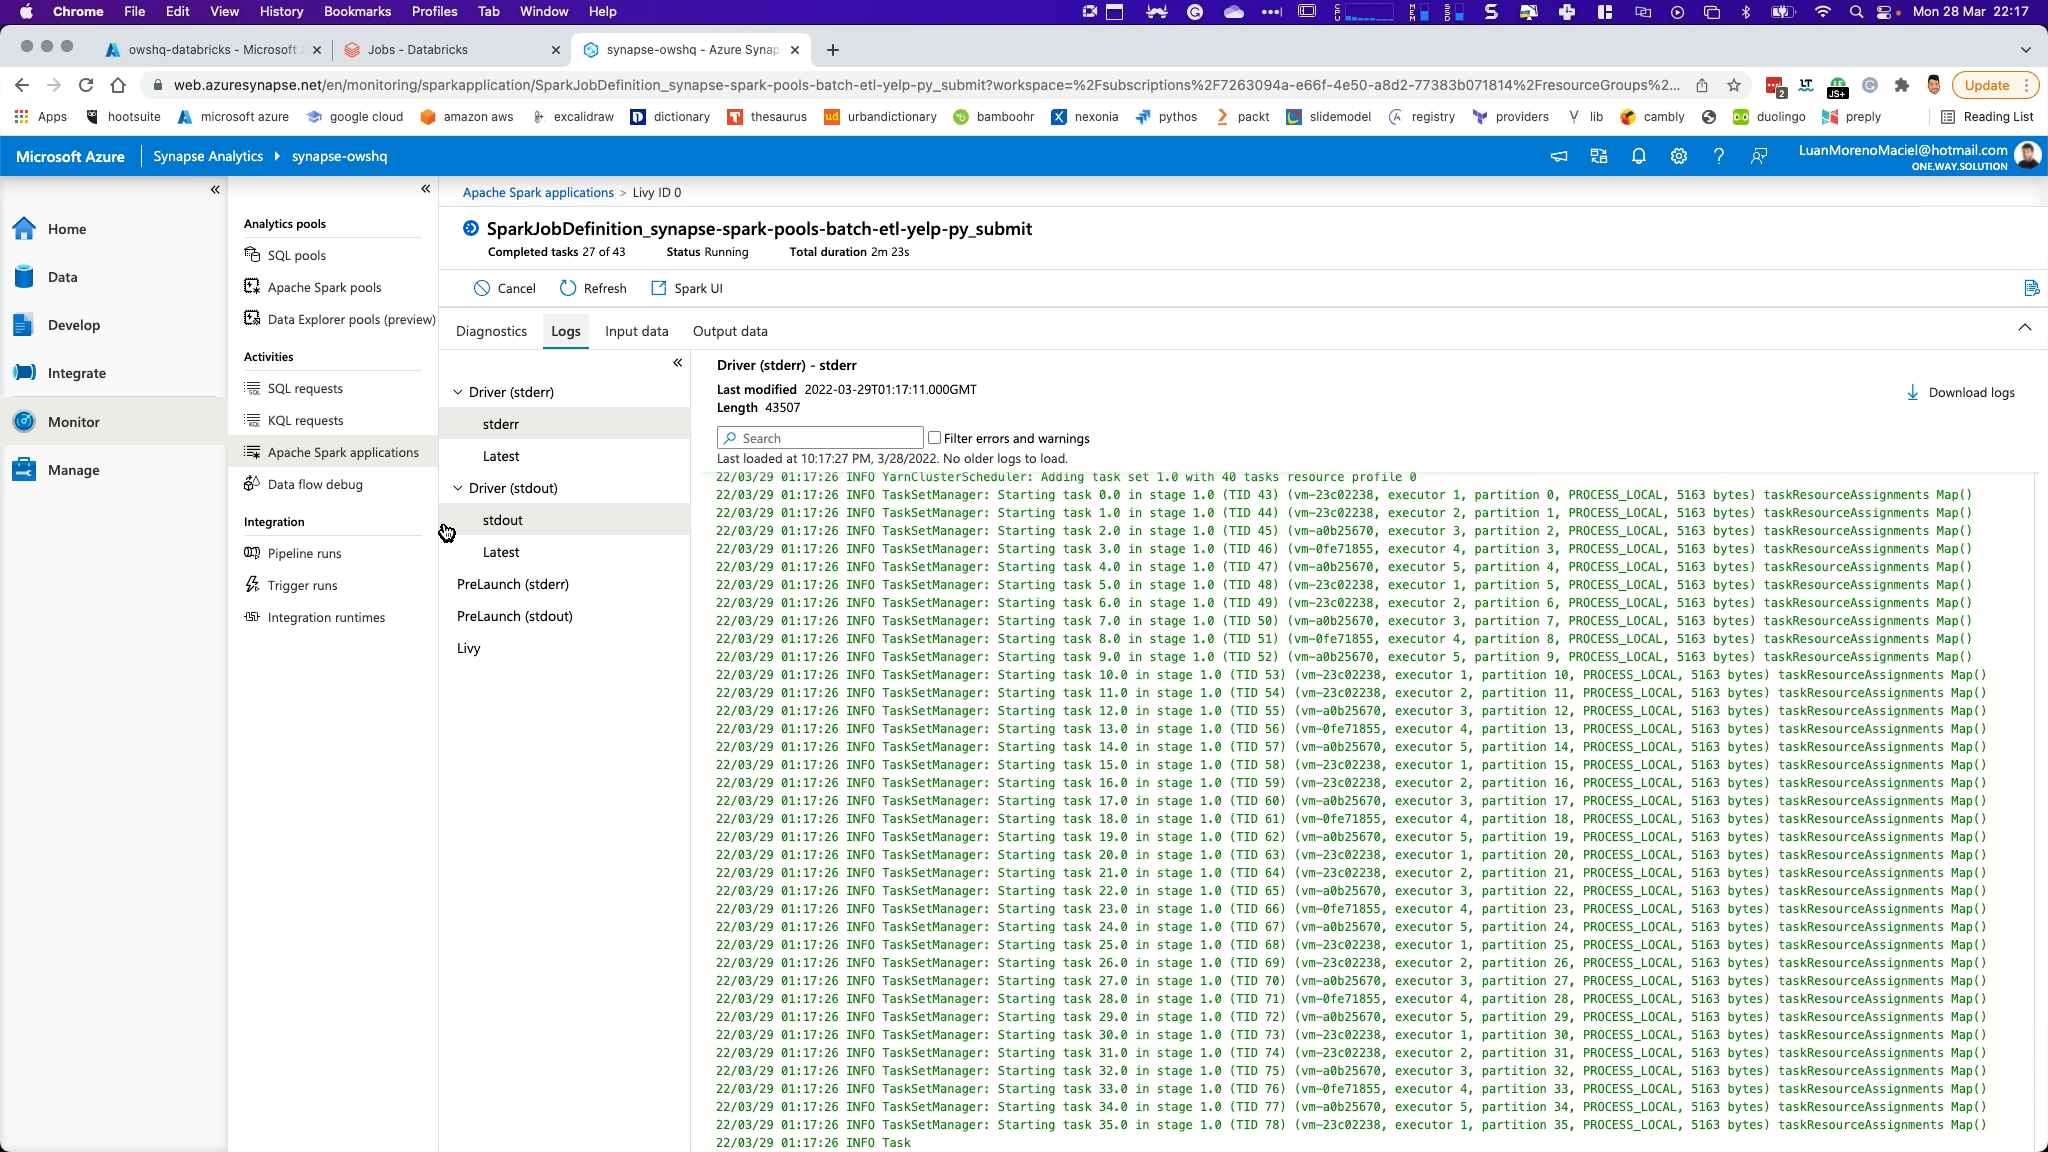 Chrome File Edit View History Bookmarks Profiles Tab Window Help Mon 28 Mar 22:17
owshq-databricks - Microsoft A Jobs - Databricks synapse-owshq - Azure Synap
web.azuresynapse.net/en/monitoring/sparkapplication/SparkJobDefinition_synapse-spark-pools-batch-etl-yelp-py_submit?workspace=%2Fsubscriptions%2F7263094a-e66f-4e50-a8d2-77383b071814%2FresourceGroups%2... Update
Apps hootsuite microsoft azure google cloud amazon aws excalidraw dictionary thesaurus urbandictionary bamboohr nexonia pythos packt slidemodel registry providers lib cambly duolingo preply Reading List
Microsoft Azure Synapse Analytics synapse-owshq LuanMorenoMaciel@hotmail.com
ONE.WAY.SOLUTION
Home
Data
Develop
Integrate
Monitor
Manage
Analytics pools
SQL pools
Apache Spark pools
Data Explorer pools (preview)
Activities
SQL requests
KQL requests
Apache Spark applications
Data flow debug
Integration
Pipeline runs
Trigger runs
Integration runtimes
Apache Spark applications > Livy ID 0
SparkJobDefinition_synapse-spark-pools-batch-etl-yelp-py_submit
Completed tasks 27 of 43 Status Running Total duration 2m 23s
Cancel Refresh Spark UI
Diagnostics Logs Input data Output data
Driver (stderr)
stderr
Latest
Driver (stdout)
stdout
Latest
PreLaunch (stderr)
PreLaunch (stdout)
Livy
Driver (stderr) - stderr
Last modified 2022-03-29T01:17:11.000GMT
Length 43507
Download logs
Search Filter errors and warnings
Last loaded at 10:17:27 PM, 3/28/2022. No older logs to load.
22/03/29 01:17:26 INFO YarnClusterScheduler: Adding task set 1.0 with 40 tasks resource profile 0
22/03/29 01:17:26 INFO TaskSetManager: Starting task 0.0 in stage 1.0 (TID 43) (vm-23c02238, executor 1, partition 0, PROCESS_LOCAL, 5163 bytes) taskResourceAssignments Map()
22/03/29 01:17:26 INFO TaskSetManager: Starting task 1.0 in stage 1.0 (TID 44) (vm-23c02238, executor 2, partition 1, PROCESS_LOCAL, 5163 bytes) taskResourceAssignments Map()
22/03/29 01:17:26 INFO TaskSetManager: Starting task 2.0 in stage 1.0 (TID 45) (vm-a0b25670, executor 3, partition 2, PROCESS_LOCAL, 5163 bytes) taskResourceAssignments Map()
22/03/29 01:17:26 INFO TaskSetManager: Starting task 3.0 in stage 1.0 (TID 46) (vm-0fe71855, executor 4, partition 3, PROCESS_LOCAL, 5163 bytes) taskResourceAssignments Map()
22/03/29 01:17:26 INFO TaskSetManager: Starting task 4.0 in stage 1.0 (TID 47) (vm-a0b25670, executor 5, partition 4, PROCESS_LOCAL, 5163 bytes) taskResourceAssignments Map()
22/03/29 01:17:26 INFO TaskSetManager: Starting task 5.0 in stage 1.0 (TID 48) (vm-23c02238, executor 1, partition 5, PROCESS_LOCAL, 5163 bytes) taskResourceAssignments Map()
22/03/29 01:17:26 INFO TaskSetManager: Starting task 6.0 in stage 1.0 (TID 49) (vm-23c02238, executor 2, partition 6, PROCESS_LOCAL, 5163 bytes) taskResourceAssignments Map()
22/03/29 01:17:26 INFO TaskSetManager: Starting task 7.0 in stage 1.0 (TID 50) (vm-a0b25670, executor 3, partition 7, PROCESS_LOCAL, 5163 bytes) taskResourceAssignments Map()
22/03/29 01:17:26 INFO TaskSetManager: Starting task 8.0 in stage 1.0 (TID 51) (vm-0fe71855, executor 4, partition 8, PROCESS_LOCAL, 5163 bytes) taskResourceAssignments Map()
22/03/29 01:17:26 INFO TaskSetManager: Starting task 9.0 in stage 1.0 (TID 52) (vm-a0b25670, executor 5, partition 9, PROCESS_LOCAL, 5163 bytes) taskResourceAssignments Map()
22/03/29 01:17:26 INFO TaskSetManager: Starting task 10.0 in stage 1.0 (TID 53) (vm-23c02238, executor 1, partition 10, PROCESS_LOCAL, 5163 bytes) taskResourceAssignments Map()
22/03/29 01:17:26 INFO TaskSetManager: Starting task 11.0 in stage 1.0 (TID 54) (vm-23c02238, executor 2, partition 11, PROCESS_LOCAL, 5163 bytes) taskResourceAssignments Map()
22/03/29 01:17:26 INFO TaskSetManager: Starting task 12.0 in stage 1.0 (TID 55) (vm-a0b25670, executor 3, partition 12, PROCESS_LOCAL, 5163 bytes) taskResourceAssignments Map()
22/03/29 01:17:26 INFO TaskSetManager: Starting task 13.0 in stage 1.0 (TID 56) (vm-0fe71855, executor 4, partition 13, PROCESS_LOCAL, 5163 bytes) taskResourceAssignments Map()
22/03/29 01:17:26 INFO TaskSetManager: Starting task 14.0 in stage 1.0 (TID 57) (vm-a0b25670, executor 5, partition 14, PROCESS_LOCAL, 5163 bytes) taskResourceAssignments Map()
22/03/29 01:17:26 INFO TaskSetManager: Starting task 15.0 in stage 1.0 (TID 58) (vm-23c02238, executor 1, partition 15, PROCESS_LOCAL, 5163 bytes) taskResourceAssignments Map()
22/03/29 01:17:26 INFO TaskSetManager: Starting task 16.0 in stage 1.0 (TID 59) (vm-23c02238, executor 2, partition 16, PROCESS_LOCAL, 5163 bytes) taskResourceAssignments Map()
22/03/29 01:17:26 INFO TaskSetManager: Starting task 17.0 in stage 1.0 (TID 60) (vm-a0b25670, executor 3, partition 17, PROCESS_LOCAL, 5163 bytes) taskResourceAssignments Map()
22/03/29 01:17:26 INFO TaskSetManager: Starting task 18.0 in stage 1.0 (TID 61) (vm-0fe71855, executor 4, partition 18, PROCESS_LOCAL, 5163 bytes) taskResourceAssignments Map()
22/03/29 01:17:26 INFO TaskSetManager: Starting task 19.0 in stage 1.0 (TID 62) (vm-a0b25670, executor 5, partition 19, PROCESS_LOCAL, 5163 bytes) taskResourceAssignments Map()
22/03/29 01:17:26 INFO TaskSetManager: Starting task 20.0 in stage 1.0 (TID 63) (vm-23c02238, executor 1, partition 20, PROCESS_LOCAL, 5163 bytes) taskResourceAssignments Map()
22/03/29 01:17:26 INFO TaskSetManager: Starting task 21.0 in stage 1.0 (TID 64) (vm-23c02238, executor 2, partition 21, PROCESS_LOCAL, 5163 bytes) taskResourceAssignments Map()
22/03/29 01:17:26 INFO TaskSetManager: Starting task 22.0 in stage 1.0 (TID 65) (vm-a0b25670, executor 3, partition 22, PROCESS_LOCAL, 5163 bytes) taskResourceAssignments Map()
22/03/29 01:17:26 INFO TaskSetManager: Starting task 23.0 in stage 1.0 (TID 66) (vm-0fe71855, executor 4, partition 23, PROCESS_LOCAL, 5163 bytes) taskResourceAssignments Map()
22/03/29 01:17:26 INFO TaskSetManager: Starting task 24.0 in stage 1.0 (TID 67) (vm-a0b25670, executor 5, partition 24, PROCESS_LOCAL, 5163 bytes) taskResourceAssignments Map()
22/03/29 01:17:26 INFO TaskSetManager: Starting task 25.0 in stage 1.0 (TID 68) (vm-23c02238, executor 1, partition 25, PROCESS_LOCAL, 5163 bytes) taskResourceAssignments Map()
22/03/29 01:17:26 INFO TaskSetManager: Starting task 26.0 in stage 1.0 (TID 69) (vm-23c02238, executor 2, partition 26, PROCESS_LOCAL, 5163 bytes) taskResourceAssignments Map()
22/03/29 01:17:26 INFO TaskSetManager: Starting task 27.0 in stage 1.0 (TID 70) (vm-a0b25670, executor 3, partition 27, PROCESS_LOCAL, 5163 bytes) taskResourceAssignments Map()
22/03/29 01:17:26 INFO TaskSetManager: Starting task 28.0 in stage 1.0 (TID 71) (vm-0fe71855, executor 4, partition 28, PROCESS_LOCAL, 5163 bytes) taskResourceAssignments Map()
22/03/29 01:17:26 INFO TaskSetManager: Starting task 29.0 in stage 1.0 (TID 72) (vm-a0b25670, executor 5, partition 29, PROCESS_LOCAL, 5163 bytes) taskResourceAssignments Map()
22/03/29 01:17:26 INFO TaskSetManager: Starting task 30.0 in stage 1.0 (TID 73) (vm-23c02238, executor 1, partition 30, PROCESS_LOCAL, 5163 bytes) taskResourceAssignments Map()
22/03/29 01:17:26 INFO TaskSetManager: Starting task 31.0 in stage 1.0 (TID 74) (vm-23c02238, executor 2, partition 31, PROCESS_LOCAL, 5163 bytes) taskResourceAssignments Map()
22/03/29 01:17:26 INFO TaskSetManager: Starting task 32.0 in stage 1.0 (TID 75) (vm-a0b25670, executor 3, partition 32, PROCESS_LOCAL, 5163 bytes) taskResourceAssignments Map()
22/03/29 01:17:26 INFO TaskSetManager: Starting task 33.0 in stage 1.0 (TID 76) (vm-0fe71855, executor 4, partition 33, PROCESS_LOCAL, 5163 bytes) taskResourceAssignments Map()
22/03/29 01:17:26 INFO TaskSetManager: Starting task 34.0 in stage 1.0 (TID 77) (vm-a0b25670, executor 5, partition 34, PROCESS_LOCAL, 5163 bytes) taskResourceAssignments Map()
22/03/29 01:17:26 INFO TaskSetManager: Starting task 35.0 in stage 1.0 (TID 78) (vm-23c02238, executor 1, partition 35, PROCESS_LOCAL, 5163 bytes) taskResourceAssignments Map()
22/03/29 01:17:26 INFO Task